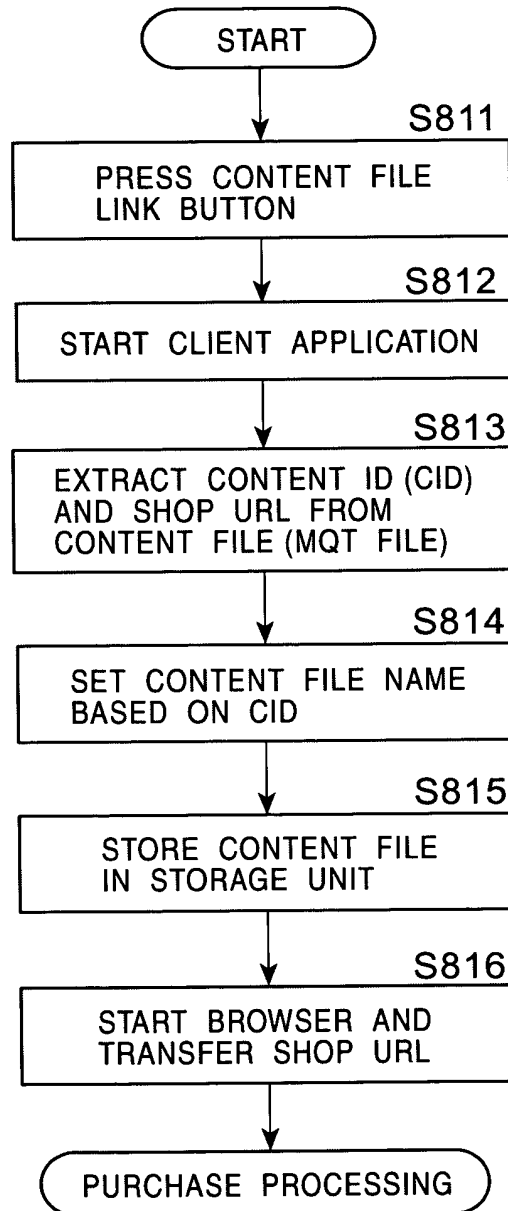 START
S811
PRESS CONTENT FILE
LINK BUTTON
S812
START CLIENT APPLICATION
S813
EXTRACT CONTENT ID (CID)
AND SHOP URL FROM
CONTENT FILE (MQT FILE)
S814
SET CONTENT FILE NAME
BASED ON CID
S815
STORE CONTENT FILE
IN STORAGE UNIT
S816
START BROWSER AND
TRANSFER SHOP URL
PURCHASE PROCESSING